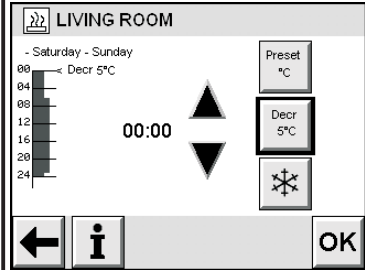 LIVING ROOM
- Saturday - Sunday
00 < Decr 5°C
04
08
12
16
20
24
00:00
Preset
°C
Decr
5°C
i
OK